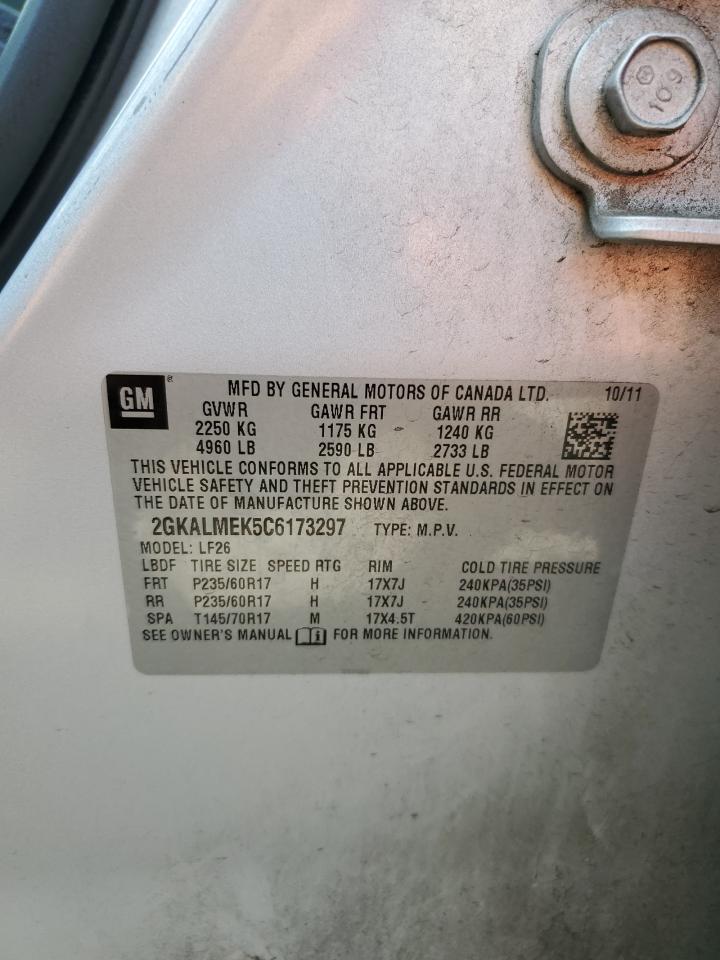 10.9
GM ® MFD BY GENERAL MOTORS OF CANADA LTD. 10/11
GVWR GAWR FRT GAWR RR
2250 KG 1175 KG 1240 KG
4960 LB 2590 LB 2733 LB
THIS VEHICLE CONFORMS TO ALL APPLICABLE U.S. FEDERAL MOTOR
VEHICLE SAFETY AND THEFT PREVENTION STANDARDS IN EFFECT ON
THE DATE OF MANUFACTURE SHOWN ABOVE.
2GKALMEK5C6173297 TYPE: M.P.V.
MODEL: LF26
LBDF TIRE SIZE SPEED RTG RIM COLD TIRE PRESSURE
FRT P235/60R17 H 17X7J 240KPA(35PSI)
RR P235/60R17 H 17X7J 240KPA(35PSI)
SPA T145/70R17 M 17X4.5T 420KPA(60PSI)
SEE OWNER'S MANUAL i FOR MORE INFORMATION.